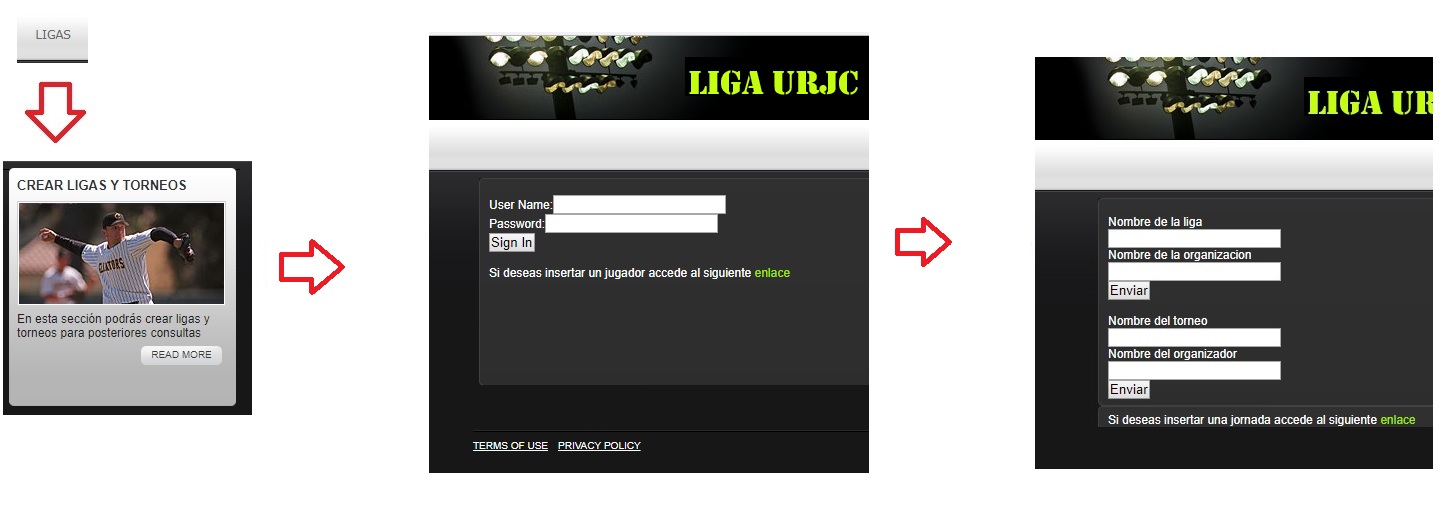 LIGAS
CREAR LIGAS Y TORNEOS
En esta sección podrás crear ligas y
torneos para posteriores consultas
READ MORE
LIGA URJC
User Name:
Password:
Sign In
Si deseas insertar un jugador accede al siguiente enlace
TERMS OF USE PRIVACY POLICY
LIGA UR
Nombre de la liga
Nombre de la organizacion
Enviar
Nombre del torneo
Nombre del organizador
Enviar
Si deseas insertar una jornada accede al siguiente enlace